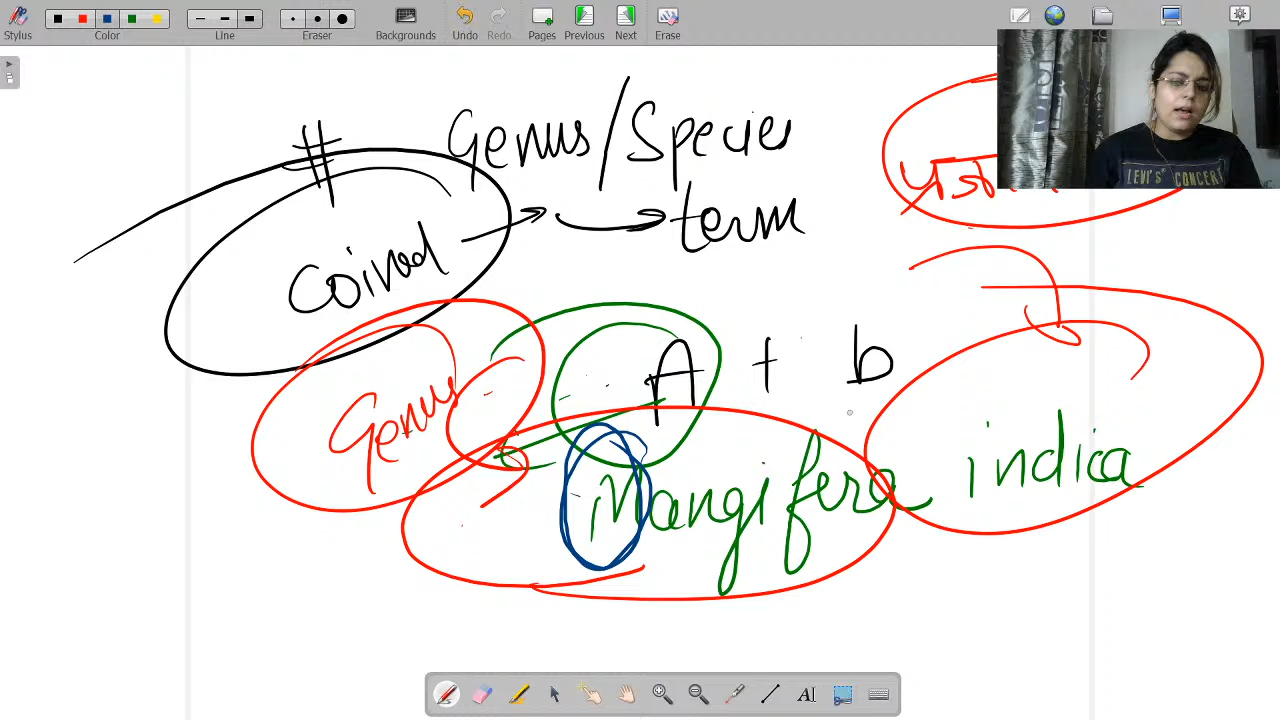 Stylus Color Line Eraser Backgrounds Undo Redo Pages Previous Next Erase
# Genus/Species
LEVI'S CONCERT
coined → term
A + b
Genus
Mangifera indica